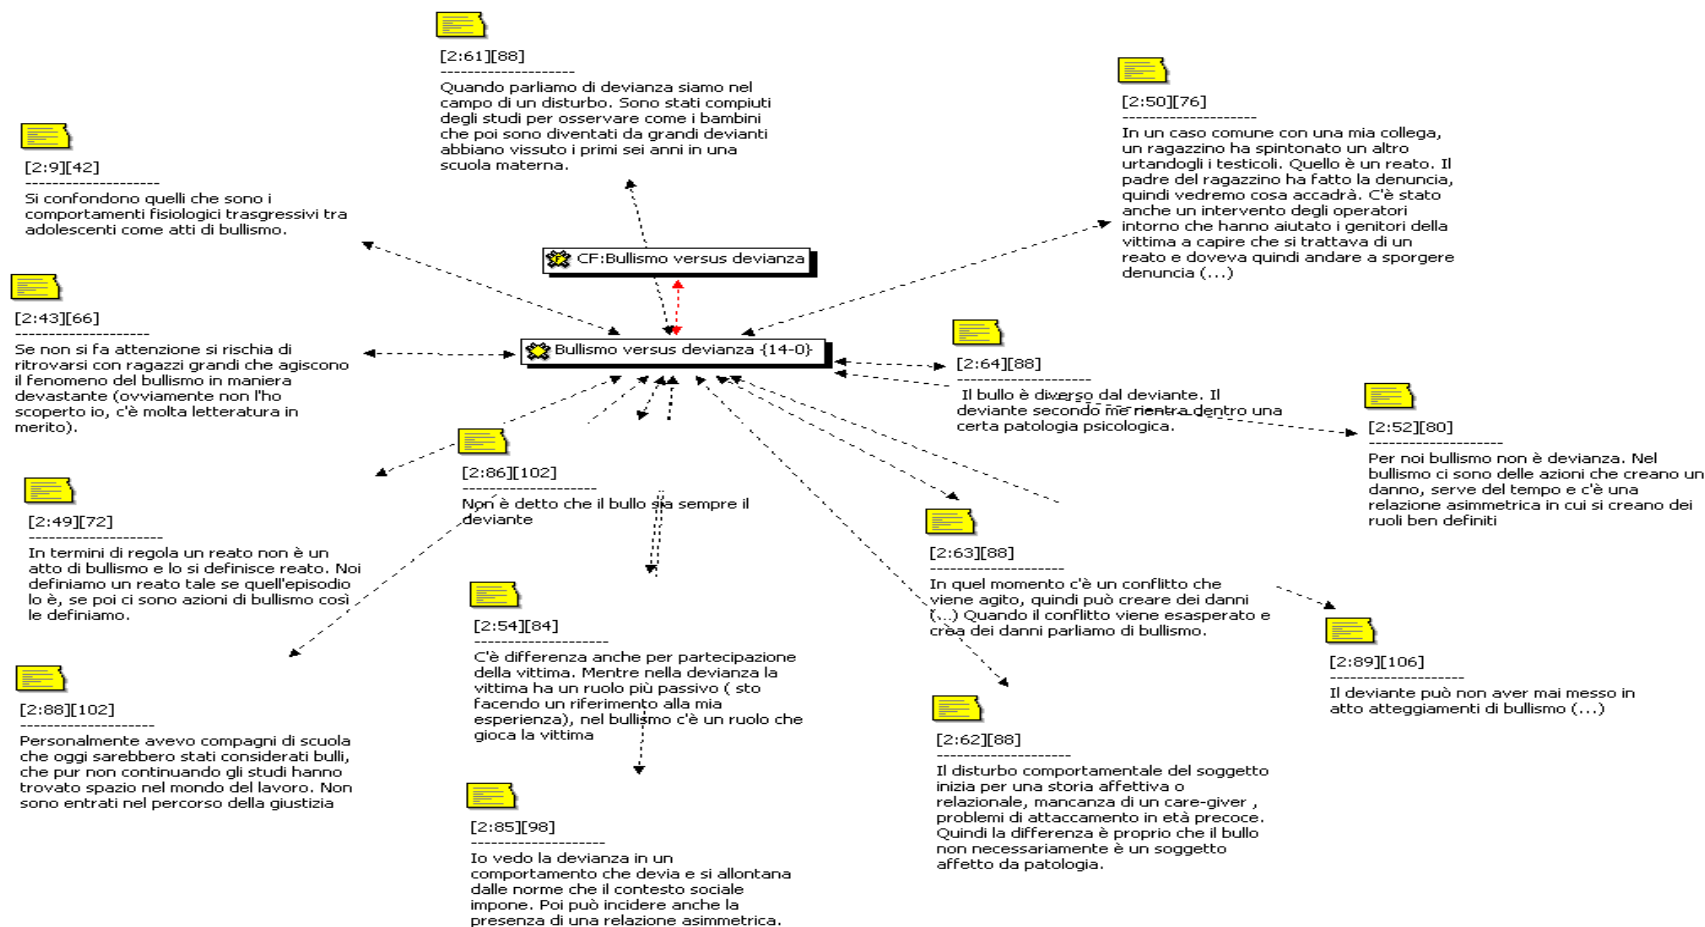 [2:61][88]
--------------------
Quando parliamo di devianza siamo nel
campo di un disturbo. Sono stati compiuti
degli studi per osservare come i bambini
che poi sono diventati da grandi devianti
abbiano vissuto i primi sei anni in una
scuola materna.
[2:50][76]
--------------------
In un caso comune con una mia collega,
un ragazzino ha spintonato un altro
urtandogli i testicoli. Quello è un reato. Il
padre del ragazzino ha fatto la denuncia,
quindi vedremo cosa accadrà. C'è stato
anche un intervento degli operatori
intorno che hanno aiutato i genitori della
vittima a capire che si trattava di un
reato e doveva quindi andare a sporgere
denuncia (...)
[2:9][42]
--------------------
Si confondono quelli che sono i
comportamenti fisiologici trasgressivi tra
adolescenti come atti di bullismo.
CF:Bullismo versus devianza
[2:43][66]
--------------------
Se non si fa attenzione si rischia di
ritrovarsi con ragazzi grandi che agiscono
il fenomeno del bullismo in maniera
devastante (ovviamente non l'ho
scoperto io, c'è molta letteratura in
merito).
Bullismo versus devianza {14-0}
[2:64][88]
--------------------
Il bullo è diverso dal deviante. Il
deviante secondo me rientra dentro una
certa patologia psicologica.
[2:52][80]
--------------------
Per noi bullismo non è devianza. Nel
bullismo ci sono delle azioni che creano un
danno, serve del tempo e c'è una
relazione asimmetrica in cui si creano dei
ruoli ben definiti
[2:86][102]
--------------------
Non è detto che il bullo sia sempre il
deviante
[2:49][72]
--------------------
In termini di regola un reato non è un
atto di bullismo e lo si definisce reato. Noi
definiamo un reato tale se quell'episodio
lo è, se poi ci sono azioni di bullismo così
le definiamo.
[2:63][88]
--------------------
In quel momento c'è un conflitto che
viene agito, quindi può creare dei danni
(...) Quando il conflitto viene esasperato e
crea dei danni parliamo di bullismo.
[2:54][84]
--------------------
C'è differenza anche per partecipazione
della vittima. Mentre nella devianza la
vittima ha un ruolo più passivo ( sto
facendo un riferimento alla mia
esperienza), nel bullismo c'è un ruolo che
gioca la vittima
[2:89][106]
--------------------
Il deviante può non aver mai messo in
atto atteggiamenti di bullismo (...)
[2:88][102]
--------------------
Personalmente avevo compagni di scuola
che oggi sarebbero stati considerati bulli,
che pur non continuando gli studi hanno
trovato spazio nel mondo del lavoro. Non
sono entrati nel percorso della giustizia
[2:62][88]
--------------------
Il disturbo comportamentale del soggetto
inizia per una storia affettiva o
relazionale, mancanza di un care-giver ,
problemi di attaccamento in età precoce.
Quindi la differenza è proprio che il bullo
non necessariamente è un soggetto
affetto da patologia.
[2:85][98]
--------------------
Io vedo la devianza in un
comportamento che devia e si allontana
dalle norme che il contesto sociale
impone. Poi può incidere anche la
presenza di una relazione asimmetrica.